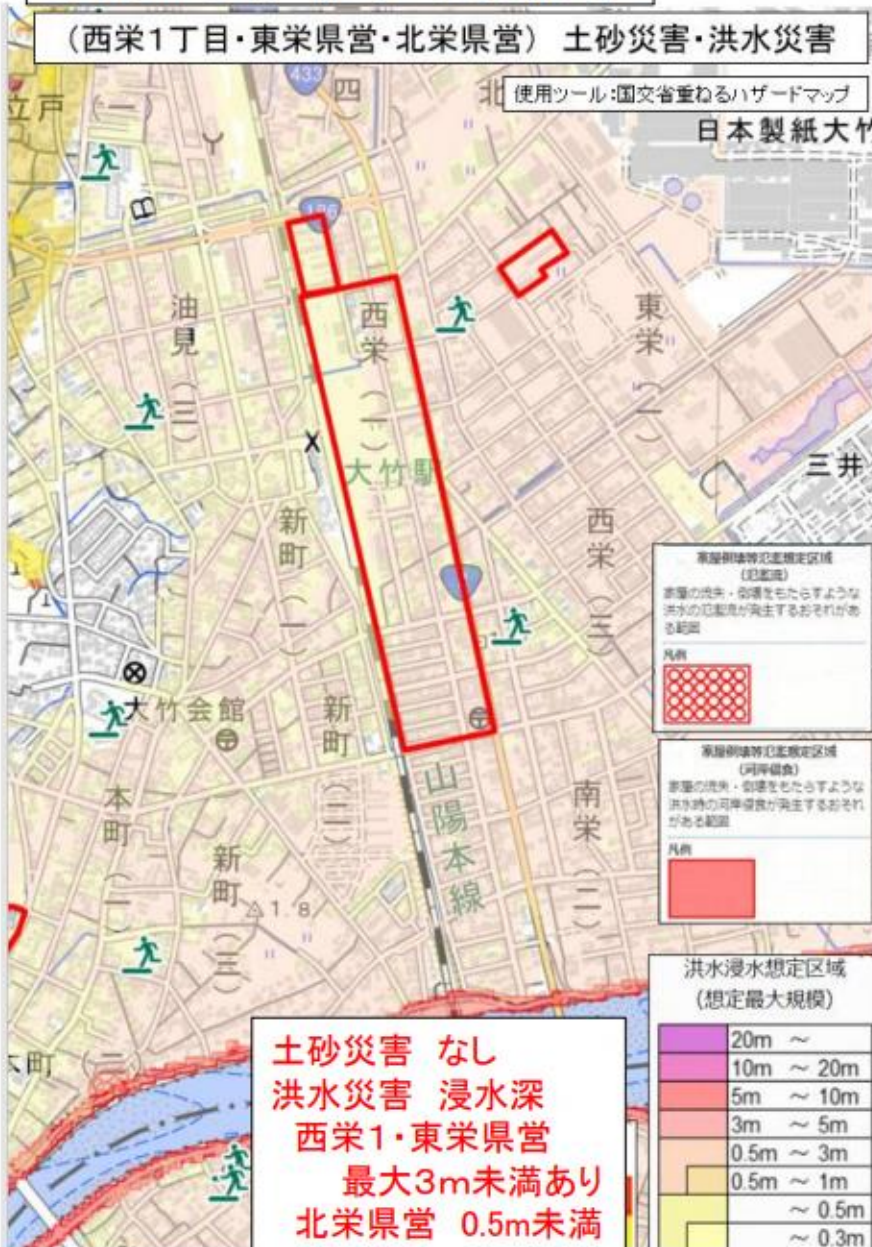 (西栄1丁目・東栄県営・北栄県営) 土砂災害・洪水災害
使用ツール:国交省重ねるハザードマップ
433
四
北
立戸
(一)
日本製紙大竹
186
油見(三)
西栄(一)
東栄(一)
大竹駅
三井
新町(一)
西栄(三)
家屋倒壊等氾濫想定区域
(氾濫流)
家屋の流失・倒壊をもたらすような
洪水の氾濫流が発生するおそれがあ
る範囲
凡例
大竹会館
新町(二)
家屋倒壊等氾濫想定区域
(河岸侵食)
家屋の流失・倒壊をもたらすような
洪水時の河岸侵食が発生するおそれ
がある範囲
凡例
本町(一)
山陽本線
南栄(二)
新町(三)
1.8
洪水浸水想定区域
(想定最大規模)
20m ~
10m ~ 20m
5m ~ 10m
3m ~ 5m
0.5m ~ 3m
0.5m ~ 1m
~ 0.5m
~ 0.3m
土砂災害 なし
洪水災害 浸水深
西栄1・東栄県営
最大3m未満あり
北栄県営 0.5m未満